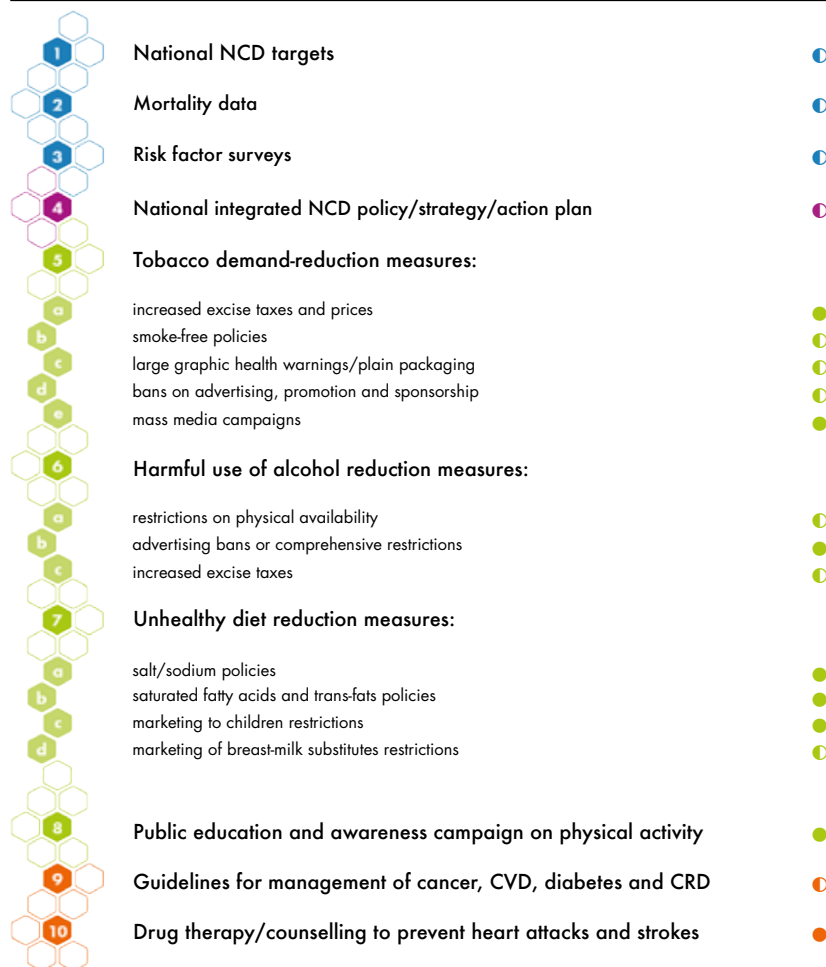 1 National NCD targets
2 Mortality data
3 Risk factor surveys
4 National integrated NCD policy/strategy/action plan
5 Tobacco demand-reduction measures:
a increased excise taxes and prices
b smoke-free policies
c large graphic health warnings/plain packaging
d bans on advertising, promotion and sponsorship
e mass media campaigns
6 Harmful use of alcohol reduction measures:
a restrictions on physical availability
b advertising bans or comprehensive restrictions
c increased excise taxes
7 Unhealthy diet reduction measures:
a salt/sodium policies
b saturated fatty acids and trans-fats policies
c marketing to children restrictions
d marketing of breast-milk substitutes restrictions
8 Public education and awareness campaign on physical activity
9 Guidelines for management of cancer, CVD, diabetes and CRD
10 Drug therapy/counselling to prevent heart attacks and strokes